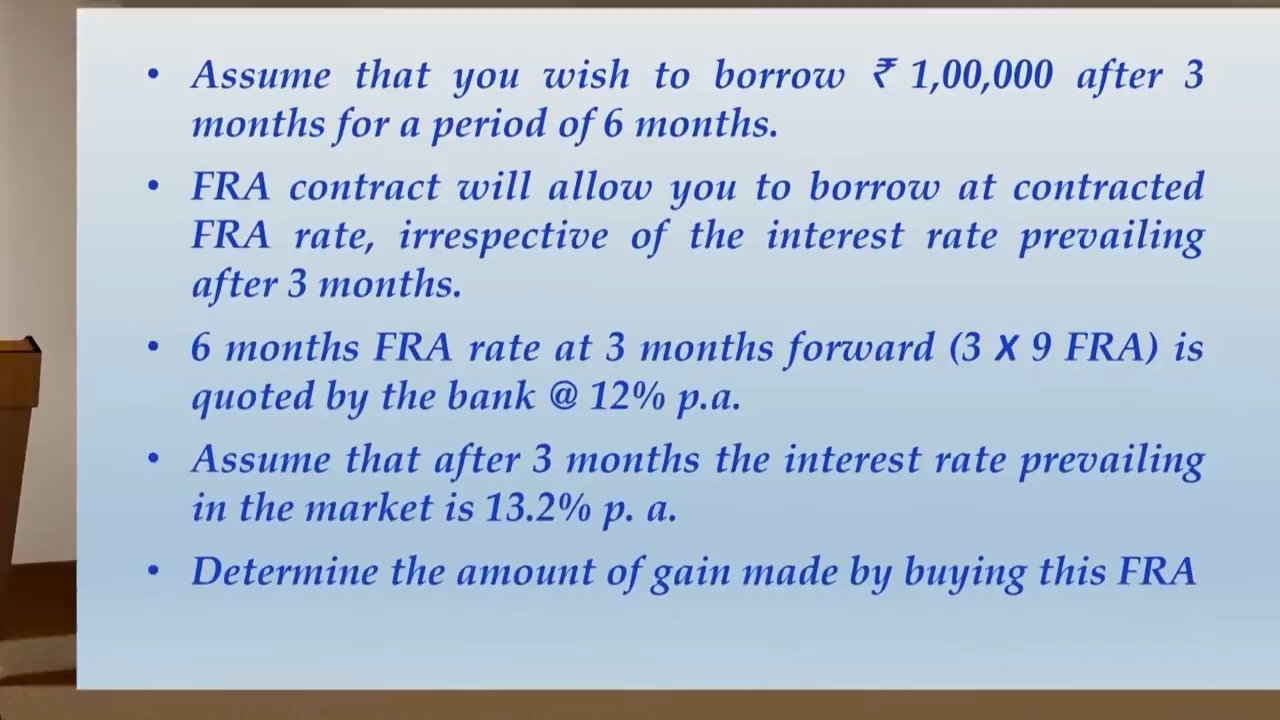 • Assume that you wish to borrow ₹ 1,00,000 after 3
months for a period of 6 months.
• FRA contract will allow you to borrow at contracted
FRA rate, irrespective of the interest rate prevailing
after 3 months.
• 6 months FRA rate at 3 months forward (3 X 9 FRA) is
quoted by the bank @ 12% p.a.
• Assume that after 3 months the interest rate prevailing
in the market is 13.2% p. a.
• Determine the amount of gain made by buying this FRA